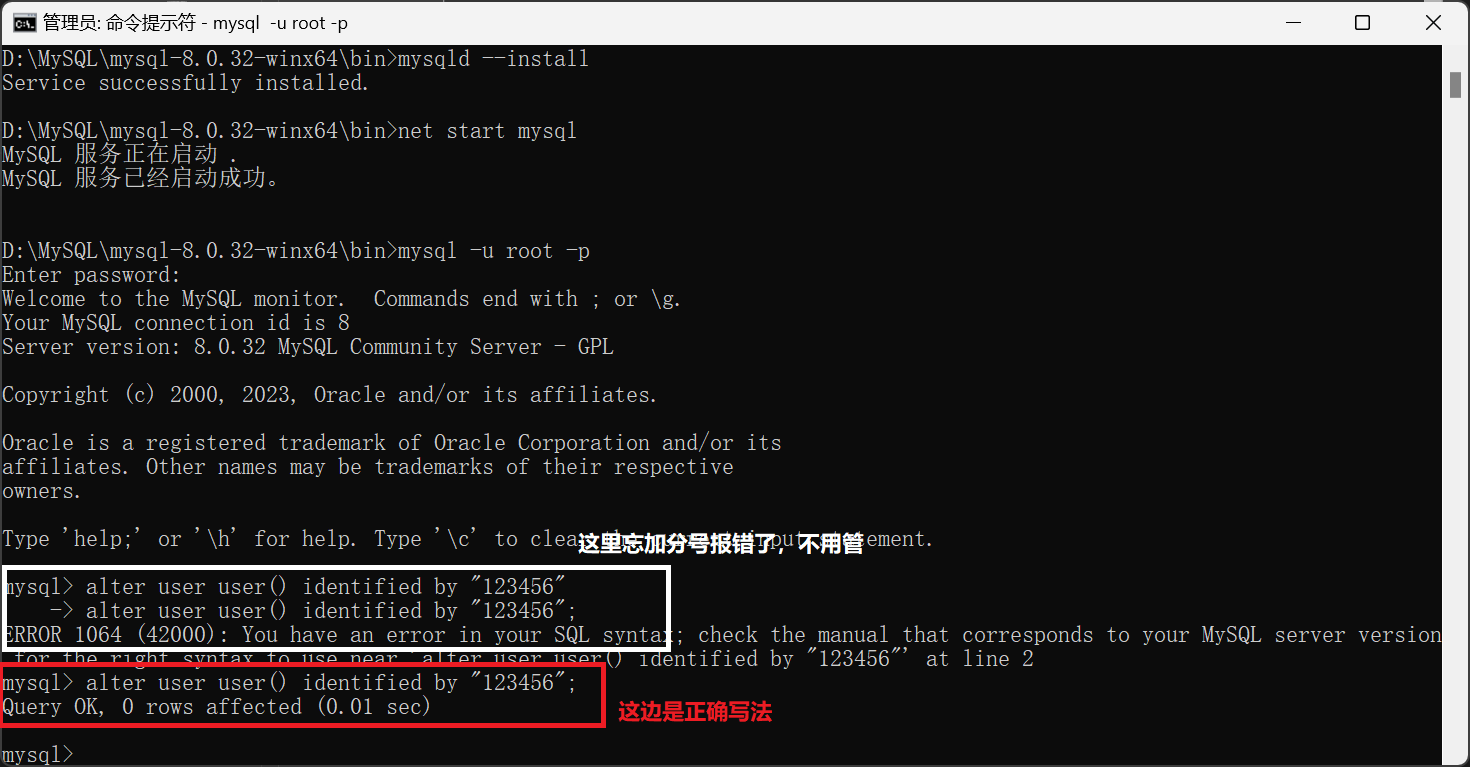 管理员: 命令提示符 - mysql  -u root -p
D:\MySQL\mysql-8.0.32-winx64\bin>mysqld --install
Service successfully installed.
D:\MySQL\mysql-8.0.32-winx64\bin>net start mysql
MySQL 服务正在启动 .
MySQL 服务已经启动成功。
D:\MySQL\mysql-8.0.32-winx64\bin>mysql -u root -p
Enter password:
Welcome to the MySQL monitor.  Commands end with ; or \g.
Your MySQL connection id is 8
Server version: 8.0.32 MySQL Community Server - GPL
Copyright (c) 2000, 2023, Oracle and/or its affiliates.
Oracle is a registered trademark of Oracle Corporation and/or its
affiliates. Other names may be trademarks of their respective
owners.
Type 'help;' or '\h' for help. Type '\c' to clear the current input statement.
这里忘加分号报错了，不用管
mysql> alter user user() identified by "123456"
    -> alter user user() identified by "123456";
ERROR 1064 (42000): You have an error in your SQL syntax; check the manual that corresponds to your MySQL server version
 for the right syntax to use near 'alter user user() identified by "123456"' at line 2
mysql> alter user user() identified by "123456";
Query OK, 0 rows affected (0.01 sec)
这边是正确写法
mysql>